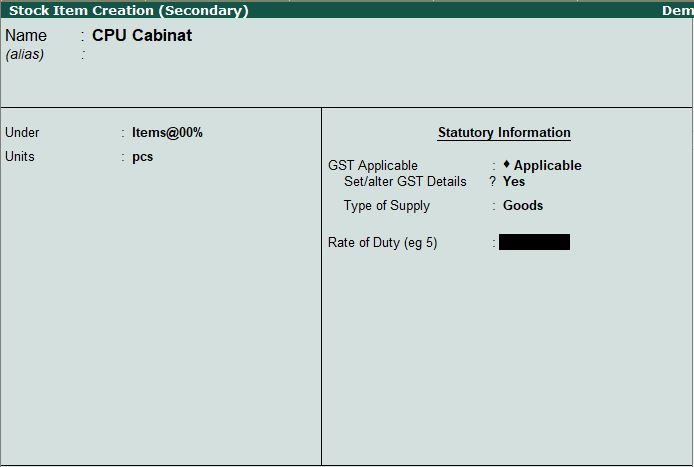 Stock Item Creation (Secondary) Dem
Name : CPU Cabinat
(alias) :
Under : Items@00%
Units : pcs
Statutory Information
GST Applicable : ♦ Applicable
Set/alter GST Details ? Yes
Type of Supply : Goods
Rate of Duty (eg 5) :